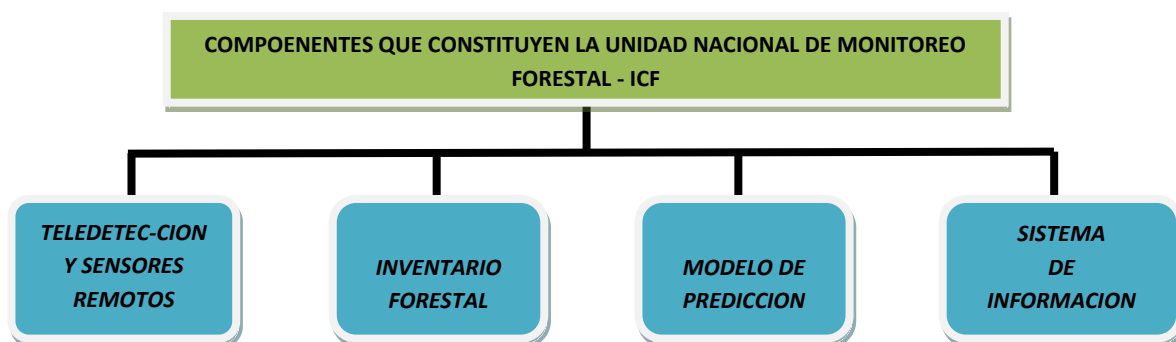 COMPOENENTES QUE CONSTITUYEN LA UNIDAD NACIONAL DE MONITOREO
FORESTAL - ICF
TELEDETEC-CION
Y SENSORES
REMOTOS
INVENTARIO
FORESTAL
MODELO DE
PREDICCION
SISTEMA
DE
INFORMACION